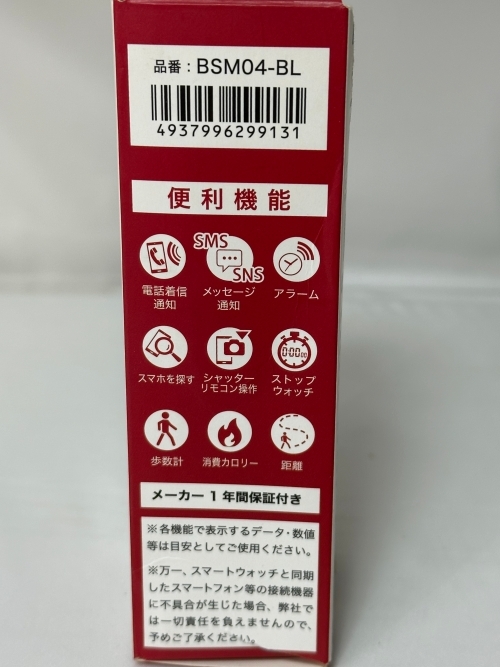 品番：BSM04-BL
4937996299131
便利機能
SMS
SNS
電話着信
通知
メッセージ
通知
アラーム
スマホを探す
シャッター
リモコン操作
0:00:00
ストップ
ウォッチ
歩数計
消費カロリー
距離
メーカー1年間保証付き
※各機能で表示するデータ・数値
等は目安としてご使用ください。
※万一、スマートウォッチと同期
したスマートフォン等の接続機器
に不具合が生じた場合、弊社で
は一切責任を負えませんので、
予めご了承ください。